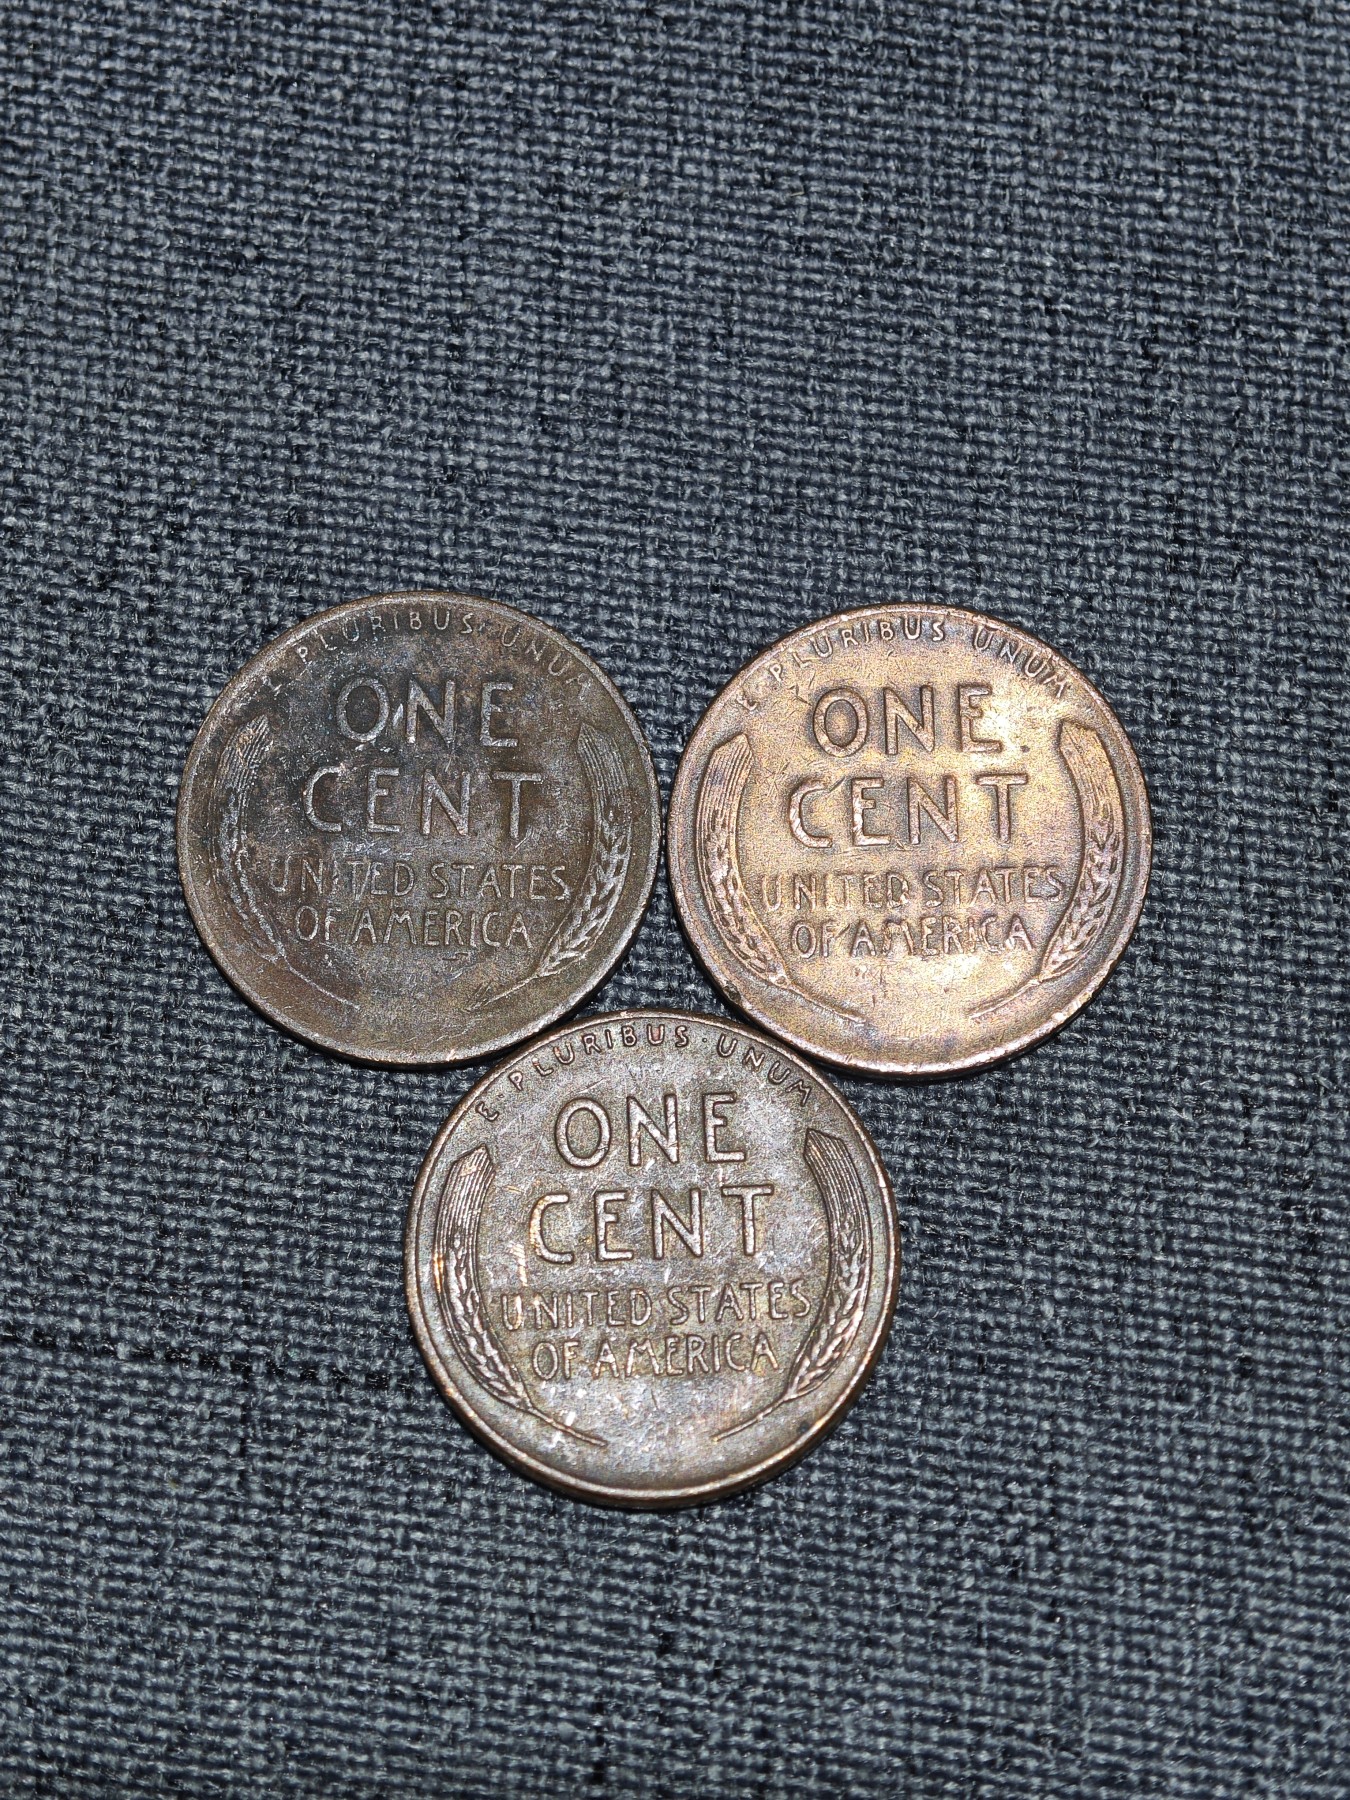 E PLURIBUS · UNUM
ONE
CENT
UNITED STATES
OF AMERICA
E PLURIBUS UNUM
ONE
CENT
UNITED STATES
OF AMERICA
E · PLURIBUS · UNUM
ONE
CENT
UNITED STATES
OF AMERICA